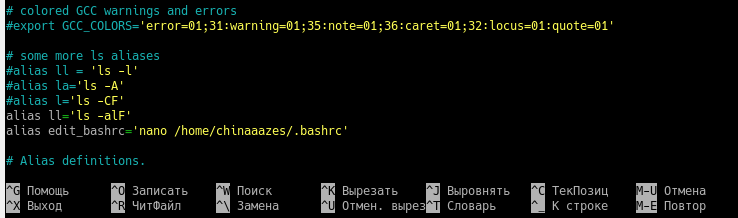 # colored GCC warnings and errors
#export GCC_COLORS='error=01;31:warning=01;35:note=01;36:caret=01;32:locus=01:quote=01'
# some more ls aliases
#alias ll = 'ls -l'
#alias la='ls -A'
#alias l='ls -CF'
alias ll='ls -alF'
alias edit_bashrc='nano /home/chinaaazes/.bashrc'
# Alias definitions.
^G Помощь ^O Записать ^W Поиск ^K Вырезать ^J Выровнять ^C ТекПозиц M-U Отмена
^X Выход ^R ЧитФайл ^\ Замена ^U Отмен. вырез ^T Словарь ^_ К строке M-E Повтор